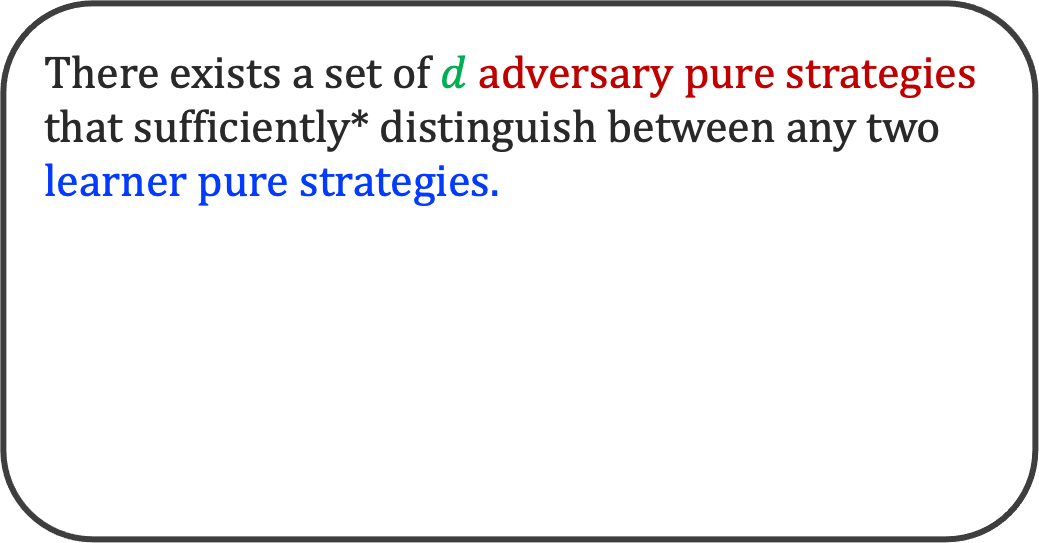 There exists a set of d adversary pure strategies
that sufficiently* distinguish between any two
learner pure strategies.